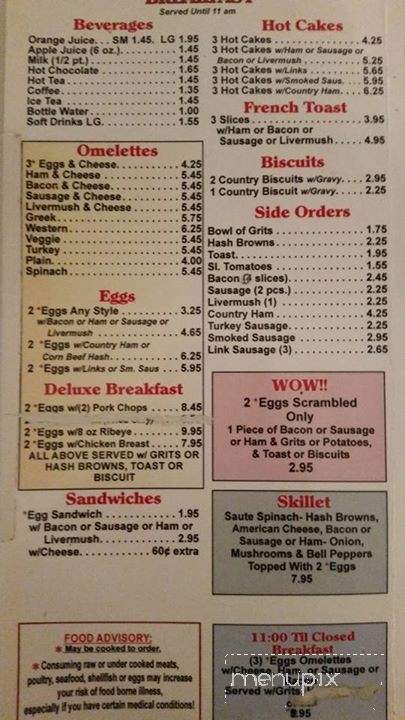 BREAKFAST
Served Until 11 am
Beverages
Orange Juice... SM 1.45. LG 1.95
Apple Juice (6 oz.). 1.45
Milk (1/2 pt.) 1.45
Hot Chocolate 1.65
Hot Tea 1.45
Coffee 1.35
Ice Tea 1.45
Bottle Water 1.00
Soft Drinks LG. 1.55
Omelettes
3* Eggs & Cheese. 4.25
Ham & Cheese 5.45
Bacon & Cheese. 5.45
Sausage & Cheese. 5.45
Livermush & Cheese 5.45
Greek. 5.75
Western. 6.25
Veggie 5.45
Turkey 5.45
Plain. 4.00
Spinach. 5.45
Eggs
2 *Eggs Any Style 3.25
w/Bacon or Ham or Sausage or
Livermush 4.65
2 *Eggs w/Country Ham or
Corn Beef Hash. 6.25
2 *Eggs w/Links or Sm. Saus 5.95
Deluxe Breakfast
2 *Eggs w/(2) Pork Chops 8.45
2 *Eggs w/8 oz Ribeye 9.95
2 *Eggs w/Chicken Breast 7.95
ALL ABOVE SERVED w/ GRITS OR
HASH BROWNS, TOAST OR
BISCUIT
Sandwiches
*Egg Sandwich 1.95
w/ Bacon or Sausage or Ham or
Livermush. 2.95
w/Cheese. 60¢ extra
FOOD ADVISORY:
* May be cooked to order.
* Consuming raw or under cooked meats,
poultry, seafood, shellfish or eggs may increase
your risk of food borne illness,
especially if you have certain medical conditions!
Hot Cakes
3 Hot Cakes 4.25
3 Hot Cakes w/Ham or Sausage or
Bacon or Livermush 5.25
3 Hot Cakes w/Links 5.65
3 Hot Cakes w/Smoked Saus. 5.95
3 Hot Cakes w/Country Ham. 6.25
French Toast
3 Slices 3.95
w/Ham or Bacon or
Sausage or Livermush 4.95
Biscuits
2 Country Biscuits w/Gravy. 2.95
1 Country Biscuit w/Gravy. 2.25
Side Orders
Bowl of Grits 1.75
Hash Browns 2.25
Toast. 1.95
Sl. Tomatoes 1.55
Bacon slices). 2.45
Sausage (2 pcs.) 2.25
Livermush (1) 2.25
Country Ham 4.25
Turkey Sausage. 2.25
Smoked Sausage 2.95
Link Sausage (3) 2.65
WOW!!
2 *Eggs Scrambled
Only
1 Piece of Bacon or Sausage
or Ham & Grits or Potatoes,
& Toast or Biscuits
2.95
Skillet
Saute Spinach- Hash Browns,
American Cheese, Bacon or
Sausage or Ham- Onion,
Mushrooms & Bell Peppers
Topped With 2 *Eggs
7.95
11:00 Til Closed
Breakfast
(3) *Eggs Omelettes
w/Cheese, Ham, or Sausage or
menupix
Served w/Grits